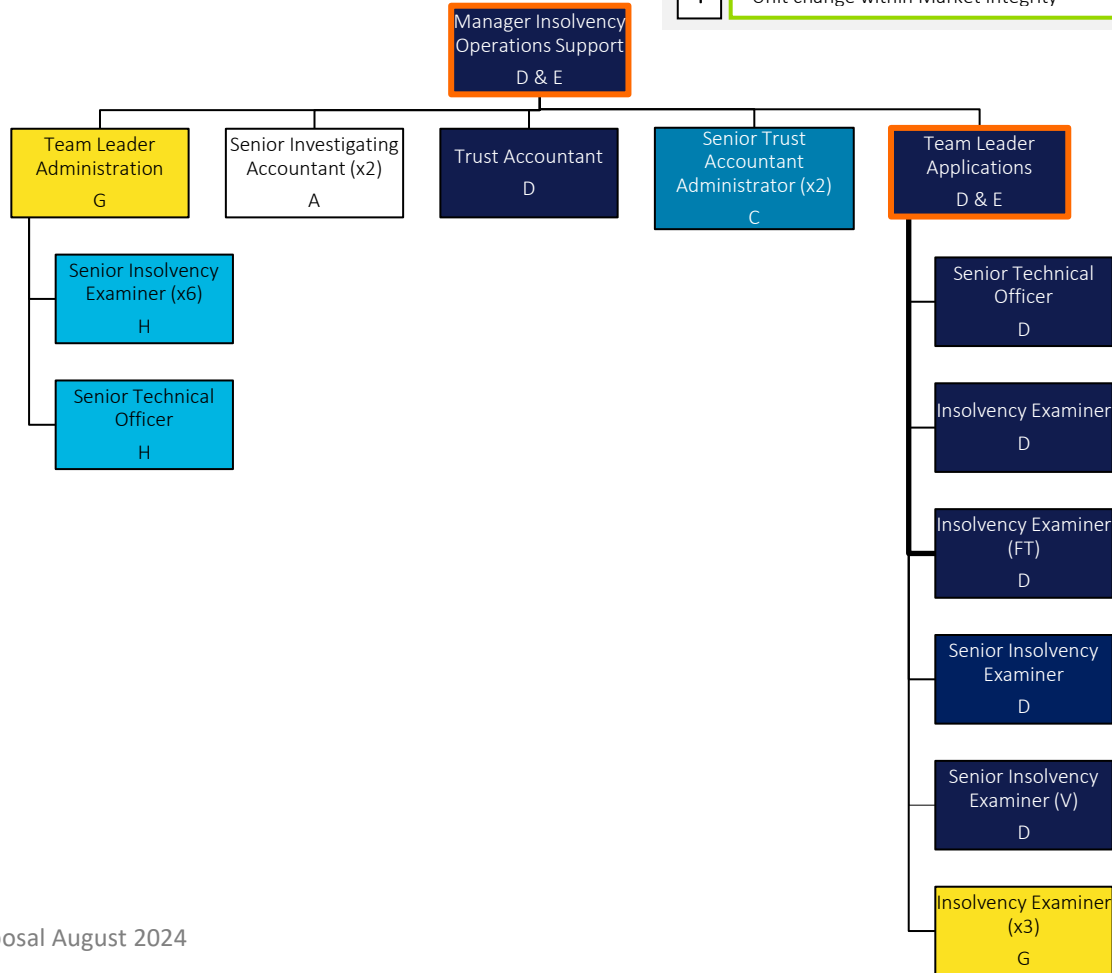 Unit change within Market Integrity
Manager Insolvency
Operations Support
D & E
Team Leader
Administration
G
Senior Investigating
Accountant (x2)
A
Trust Accountant
D
Senior Trust
Accountant
Administrator (x2)
C
Team Leader
Applications
D & E
Senior Insolvency
Examiner (x6)
H
Senior Technical
Officer
H
Senior Technical
Officer
D
Insolvency Examiner
D
Insolvency Examiner
(FT)
D
Senior Insolvency
Examiner
D
Senior Insolvency
Examiner (V)
D
Insolvency Examiner
(x3)
G
posal August 2024